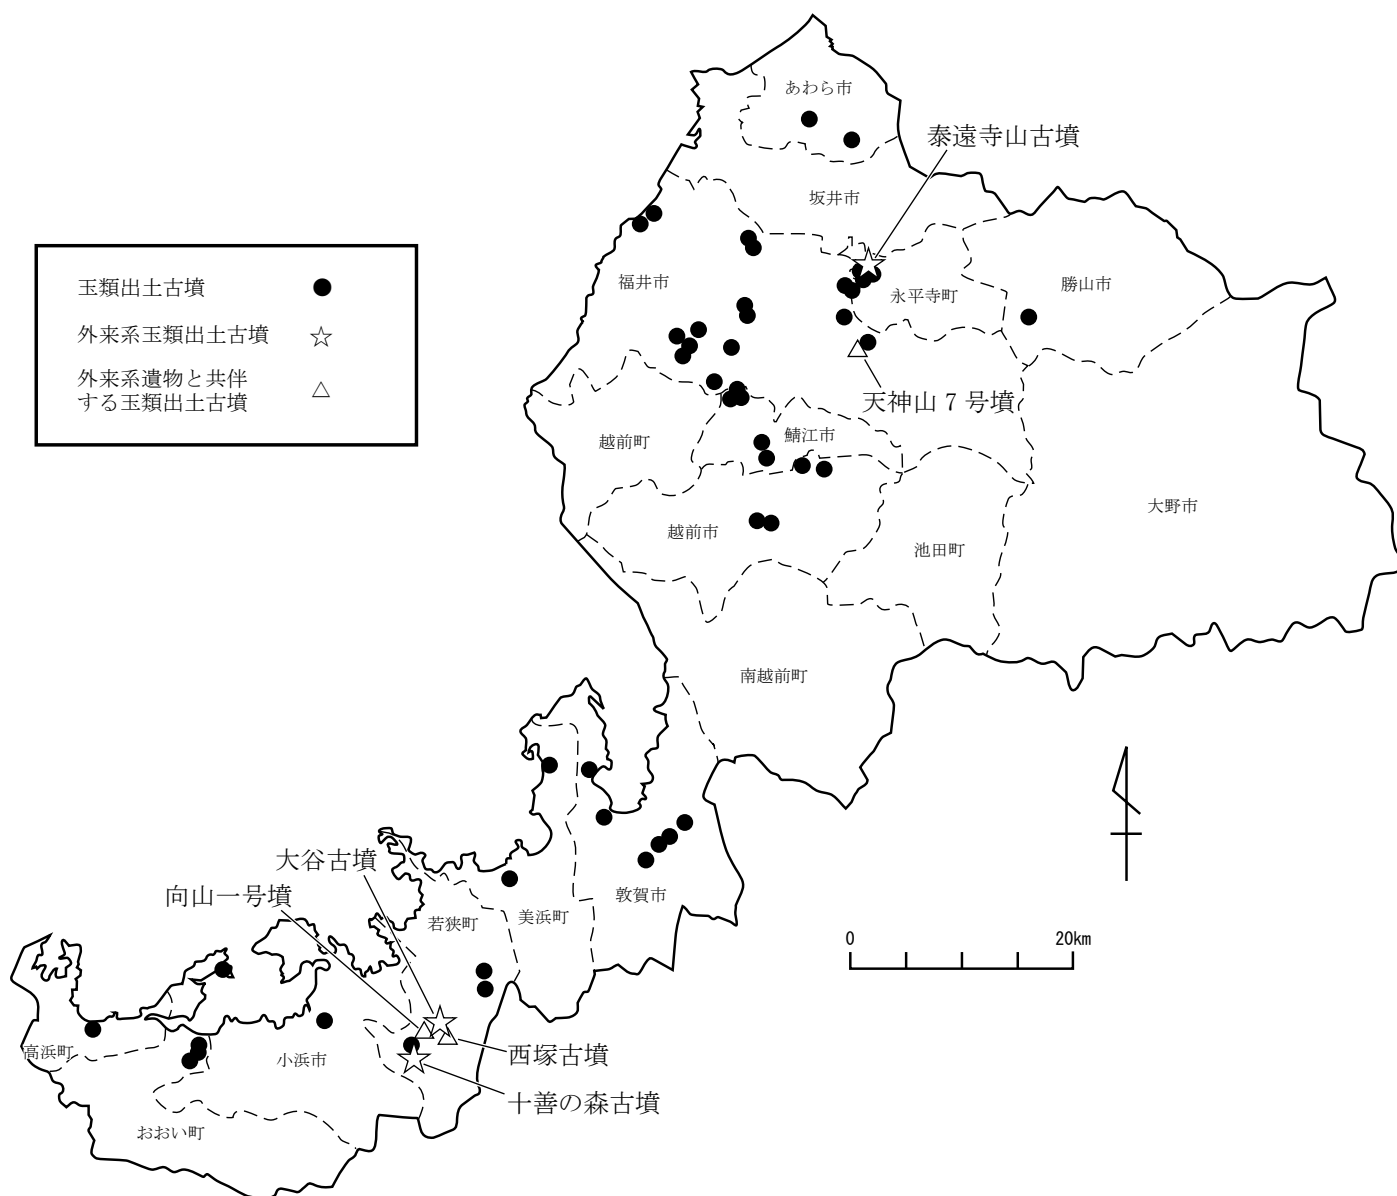 あわら市
泰遠寺山古墳
坂井市
玉類出土古墳
外来系玉類出土古墳
外来系遺物と共伴
する玉類出土古墳
福井市
永平寺町
勝山市
天神山 7 号墳
越前町
鯖江市
越前市
池田町
大野市
南越前町
大谷古墳
向山一号墳
若狭町
美浜町
敦賀市
0 20km
高浜町
小浜市
西塚古墳
十善の森古墳
おおい町